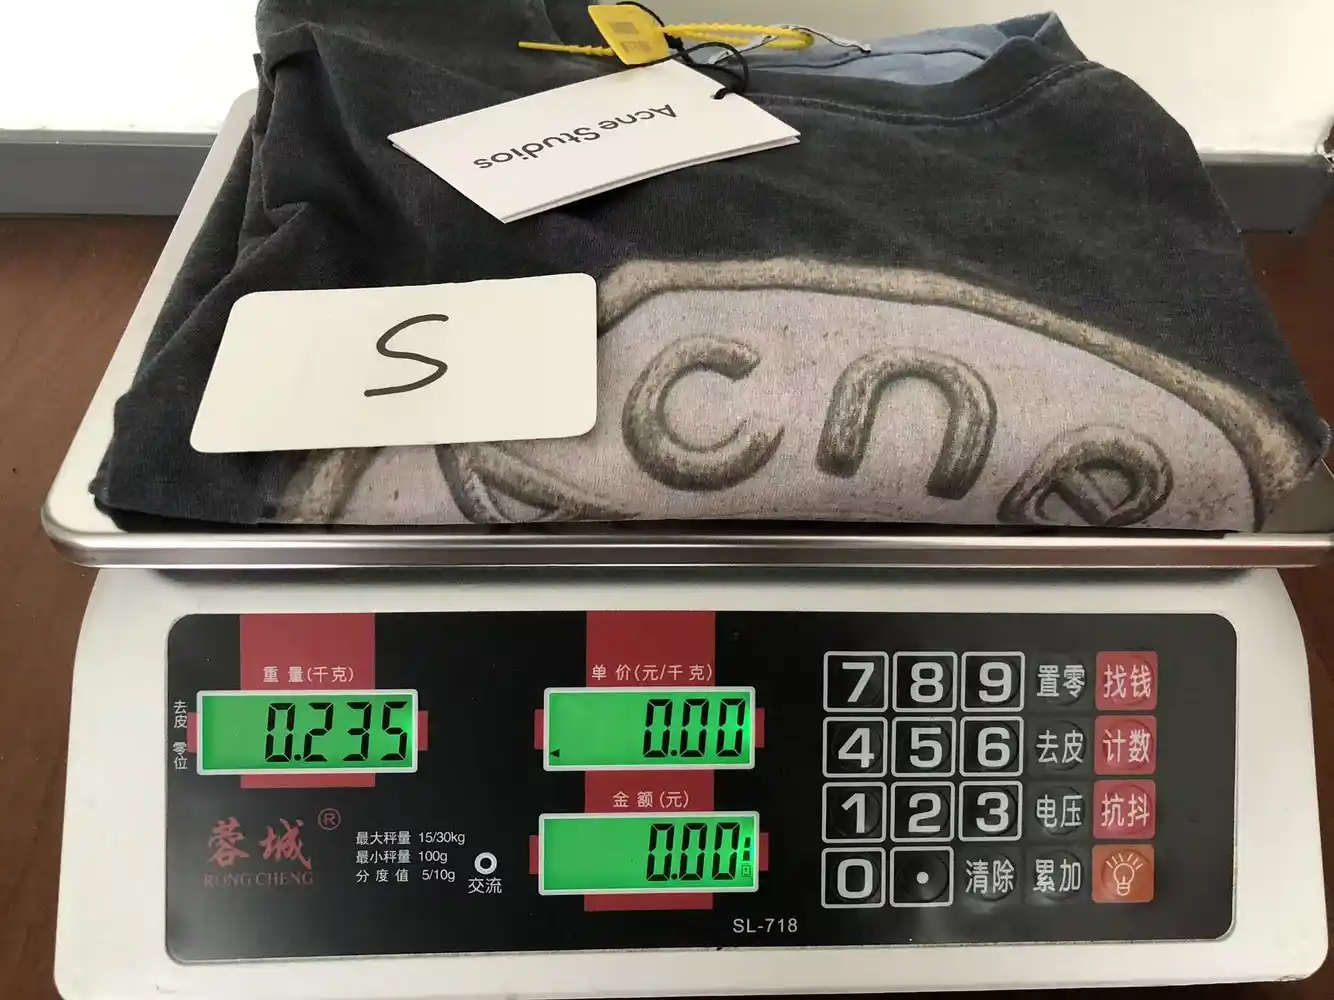 Acne Studios
S
Acne
重量(千克)
去皮 零位
0.235
单价(元/千克)
0.00
金额(元)
0.00
蓉城®
RONG CHENG
最大秤量 15/30kg
最小秤量 100g
分度值 5/10g
交流
SL-718
7 8 9 置零 找钱
4 5 6 去皮 计数
1 2 3 电压 抗抖
0 . 清除 累加